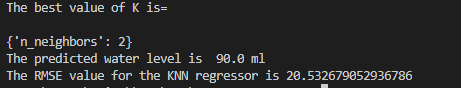 The best value of K is=
{'n_neighbors': 2}
The predicted water level is  90.0 ml
The RMSE value for the KNN regressor is 20.532679052936786